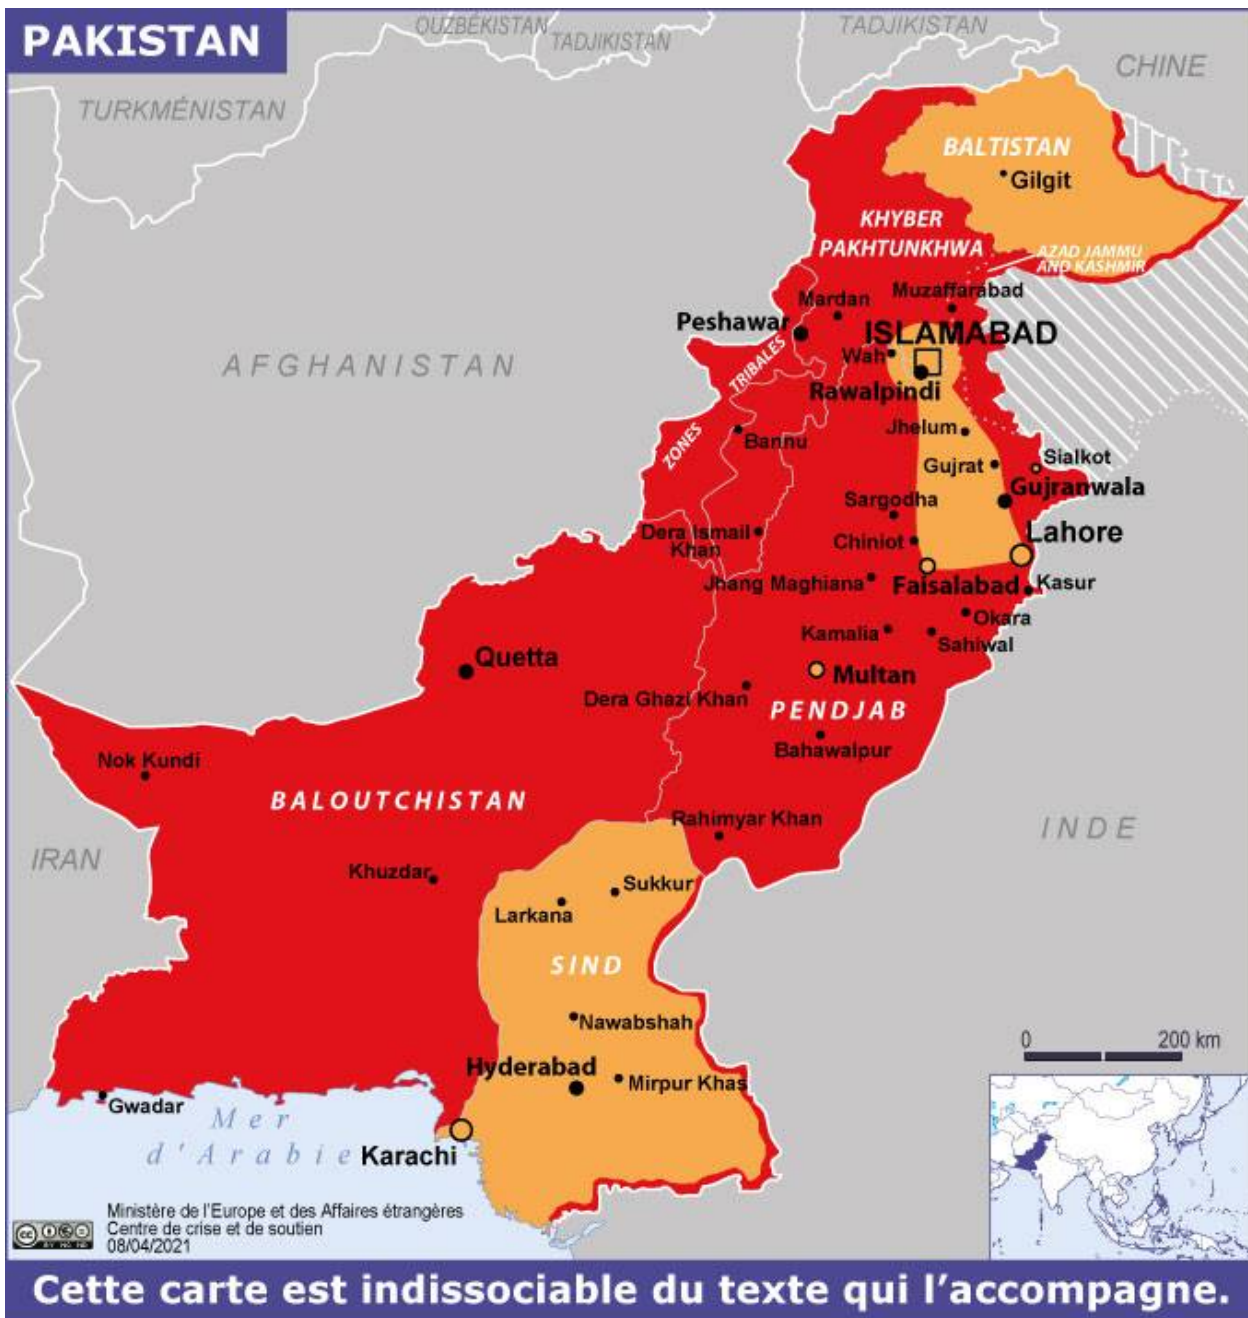 PAKISTAN
OUZBÉKISTAN
TADJIKISTAN
TADJIKISTAN
CHINE
TURKMÉNISTAN
BALTISTAN
Gilgit
KHYBER
PAKHTUNKHWA
AZAD JAMMU
AND KASHMIR
Mardan
Muzaffarabad
Peshawar
ISLAMABAD
Wah
Rawalpindi
AFGHANISTAN
ZONES TRIBALES
Bannu
Jhelum
Gujrat
Sialkot
Gujranwala
Sargodha
Lahore
Dera Ismail
Khan
Chiniot
Jhang Maghiana
Faisalabad
Kasur
Okara
Kamalia
Sahiwal
Quetta
Multan
Dera Ghazi Khan
PENDJAB
Bahawalpur
Nok Kundi
BALOUTCHISTAN
Rahimyar Khan
INDE
IRAN
Khuzdar
Sukkur
Larkana
SIND
Nawabshah
0 200 km
Hyderabad
Mirpur Khas
Gwadar
Mer
d'Arabie
Karachi
Ministère de l'Europe et des Affaires étrangères
Centre de crise et de soutien
08/04/2021
cc
BY NC ND
Cette carte est indissociable du texte qui l'accompagne.